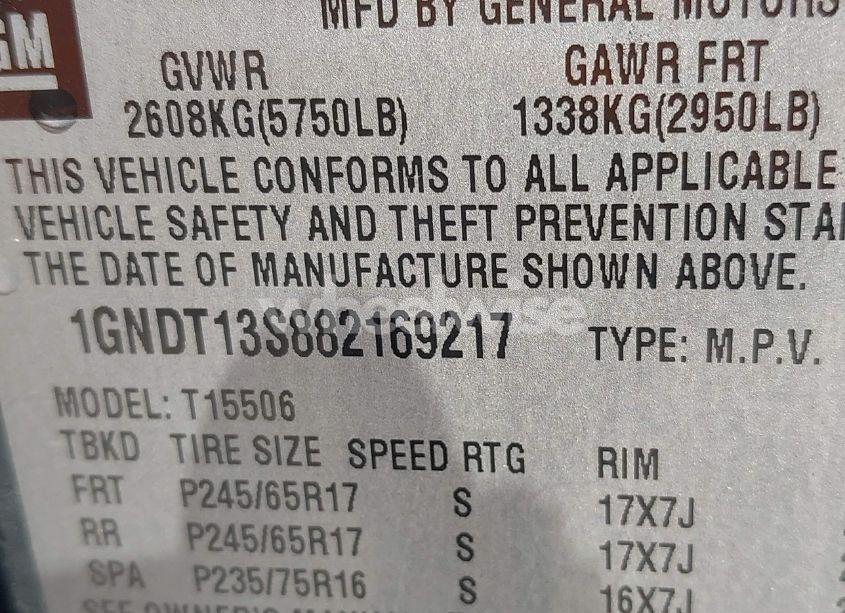 GM
MFD BY GENERAL MOTORS
GVWR GAWR FRT
2608KG(5750LB) 1338KG(2950LB)
THIS VEHICLE CONFORMS TO ALL APPLICABLE
VEHICLE SAFETY AND THEFT PREVENTION STA
THE DATE OF MANUFACTURE SHOWN ABOVE.
1GNDT13S882169217 TYPE: M.P.V.
MODEL: T15506
TBKD TIRE SIZE SPEED RTG RIM
FRT P245/65R17 S 17X7J
RR P245/65R17 S 17X7J
SPA P235/75R16 S 16X7J
SEE OWNER'S